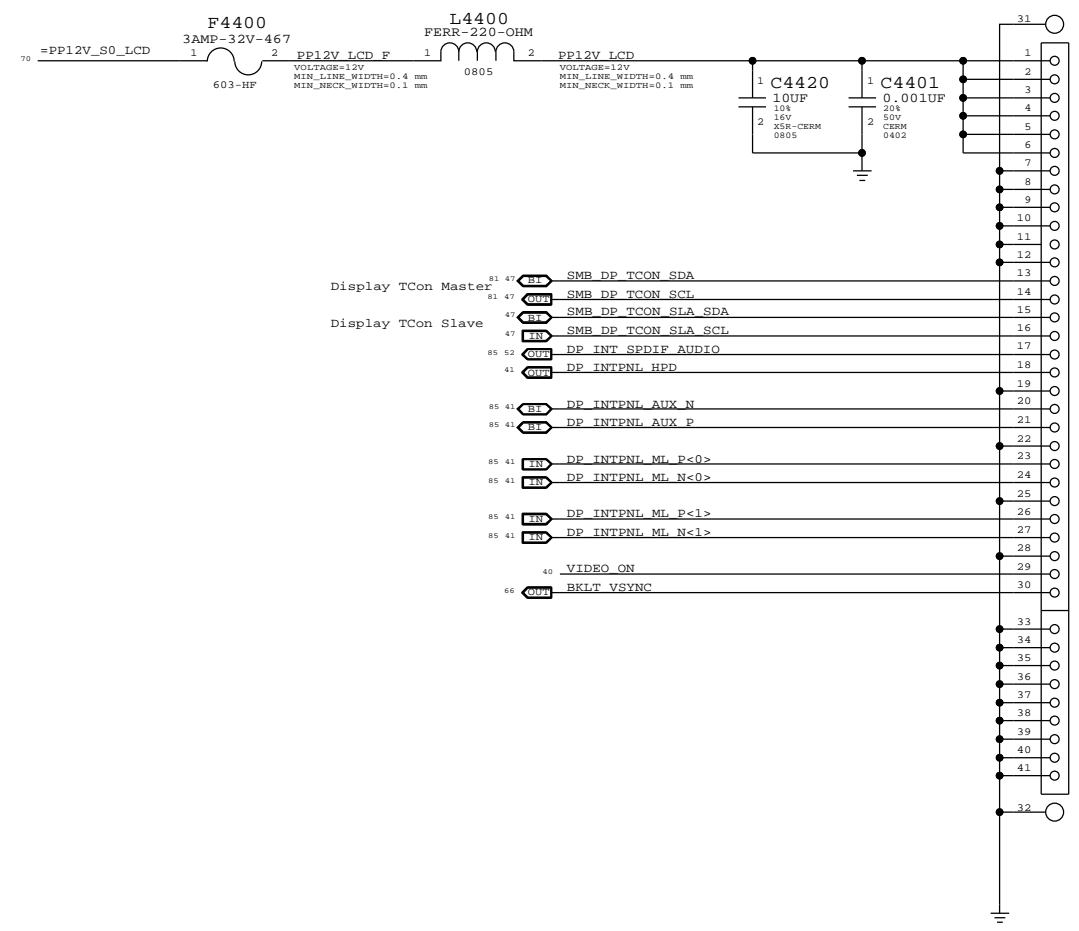 F4400
3AMP-32V-467
70 =PP12V_S0_LCD 1 2 PP12V_LCD_F
603-HF
VOLTAGE=12V
MIN_LINE_WIDTH=0.4 mm
MIN_NECK_WIDTH=0.1 mm
L4400
FERR-220-OHM
1 2
0805
PP12V_LCD
VOLTAGE=12V
MIN_LINE_WIDTH=0.4 mm
MIN_NECK_WIDTH=0.1 mm
1 C4420
10UF
10%
16V
2 X5R-CERM
0805
1 C4401
0.001UF
20%
50V
2 CERM
0402
31
1
2
3
4
5
6
7
8
9
10
11
12
Display TCon Master
81 47 BI SMB_DP_TCON_SDA 13
81 47 OUT SMB_DP_TCON_SCL 14
Display TCon Slave
47 BI SMB_DP_TCON_SLA_SDA 15
47 IN SMB_DP_TCON_SLA_SCL 16
85 52 OUT DP_INT_SPDIF_AUDIO 17
41 OUT DP_INTPNL_HPD 18
19
85 41 BI DP_INTPNL_AUX_N 20
85 41 BI DP_INTPNL_AUX_P 21
22
85 41 IN DP_INTPNL_ML_P<0> 23
85 41 IN DP_INTPNL_ML_N<0> 24
25
85 41 IN DP_INTPNL_ML_P<1> 26
85 41 IN DP_INTPNL_ML_N<1> 27
28
40 VIDEO_ON 29
66 OUT BKLT_VSYNC 30
33
34
35
36
37
38
39
40
41
32